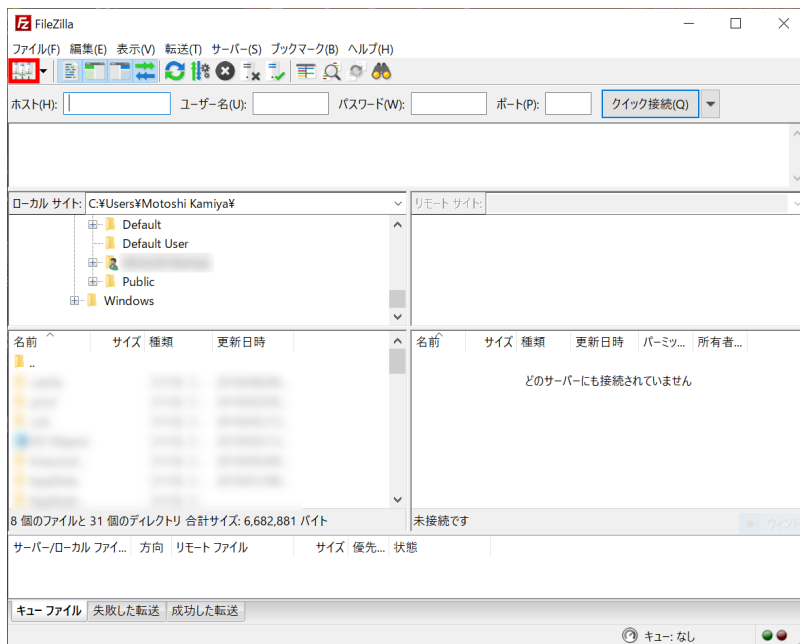 FileZilla
ファイル(F) 編集(E) 表示(V) 転送(T) サーバー(S) ブックマーク(B) ヘルプ(H)
ホスト(H): ユーザー名(U): パスワード(W): ポート(P): クイック接続(Q)
ローカル サイト: C:¥Users¥Motoshi Kamiya¥
リモート サイト:
Default
Default User
Public
Windows
名前 サイズ 種類 更新日時
..
8 個のファイルと 31 個のディレクトリ 合計サイズ: 6,682,881 バイト
名前 サイズ 種類 更新日時 パーミッ... 所有者...
どのサーバーにも接続されていません
未接続です
サーバー/ローカル ファイ... 方向 リモート ファイル サイズ 優先... 状態
キュー ファイル 失敗した転送 成功した転送
キュー: なし